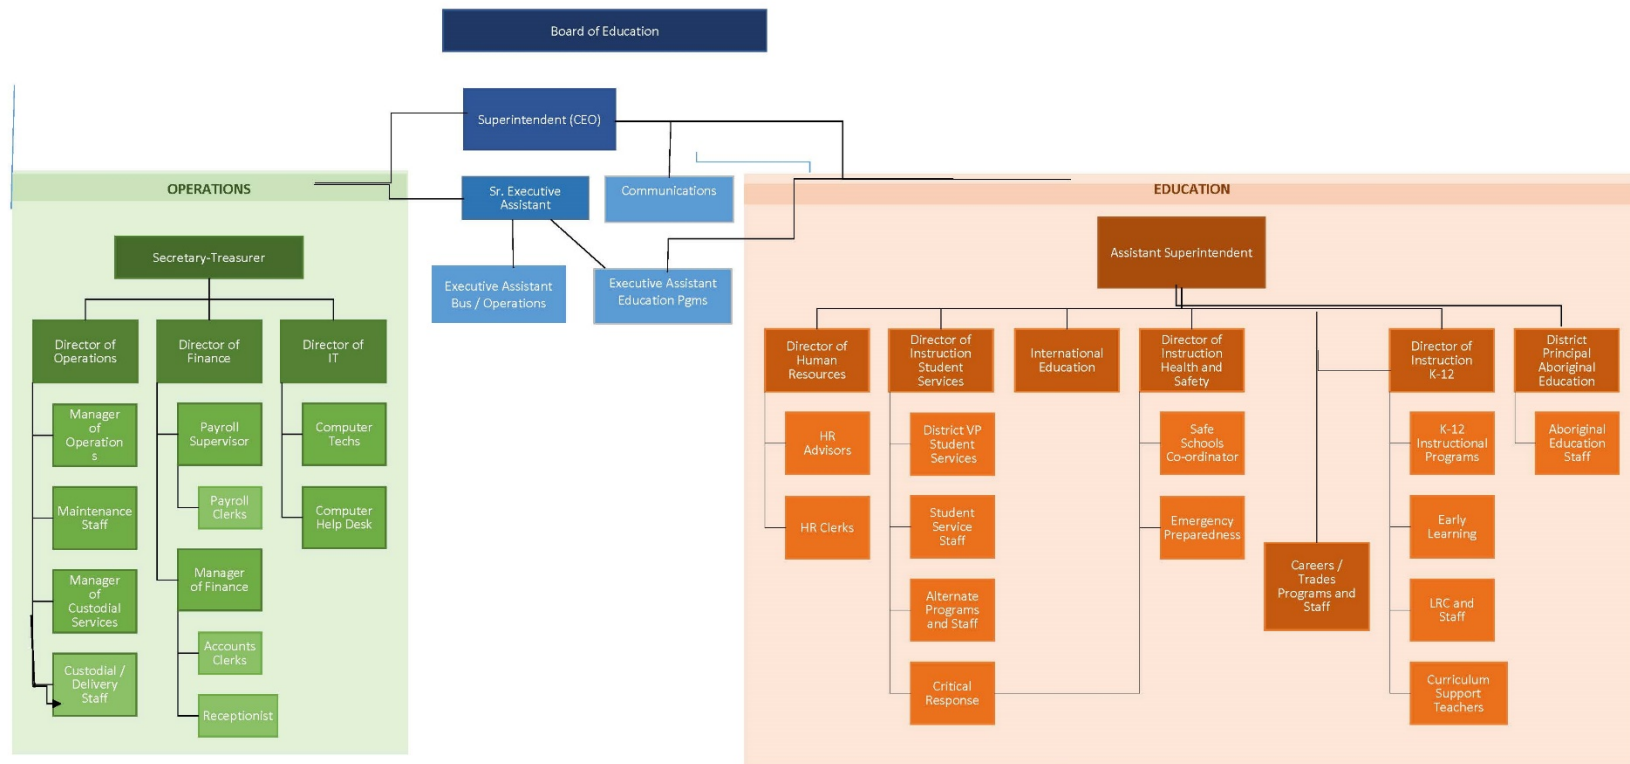 Board of Education
Superintendent (CEO)
OPERATIONS
Sr. Executive
Assistant
Communications
EDUCATION
Secretary-Treasurer
Assistant Superintendent
Executive Assistant
Bus / Operations
Executive Assistant
Education Pgms
Director of
Operations
Director of
Finance
Director of
IT
Manager
of
Operation
s
Maintenance
Staff
Manager
of
Custodial
Services
Custodial /
Delivery
Staff
Payroll
Supervisor
Payroll
Clerks
Manager
of Finance
Accounts
Clerks
Receptionist
Computer
Techs
Computer
Help Desk
Director of
Human
Resources
Director of
Instruction
Student
Services
International
Education
Director of
Instruction
Health and
Safety
Director of
Instruction
K-12
District
Principal
Aboriginal
Education
HR
Advisors
HR Clerks
District VP
Student
Services
Student
Service
Staff
Alternate
Programs
and Staff
Critical
Response
Safe
Schools
Co-ordinator
Emergency
Preparedness
Careers /
Trades
Programs and
Staff
K-12
Instructional
Programs
Early
Learning
LRC and
Staff
Curriculum
Support
Teachers
Aboriginal
Education
Staff